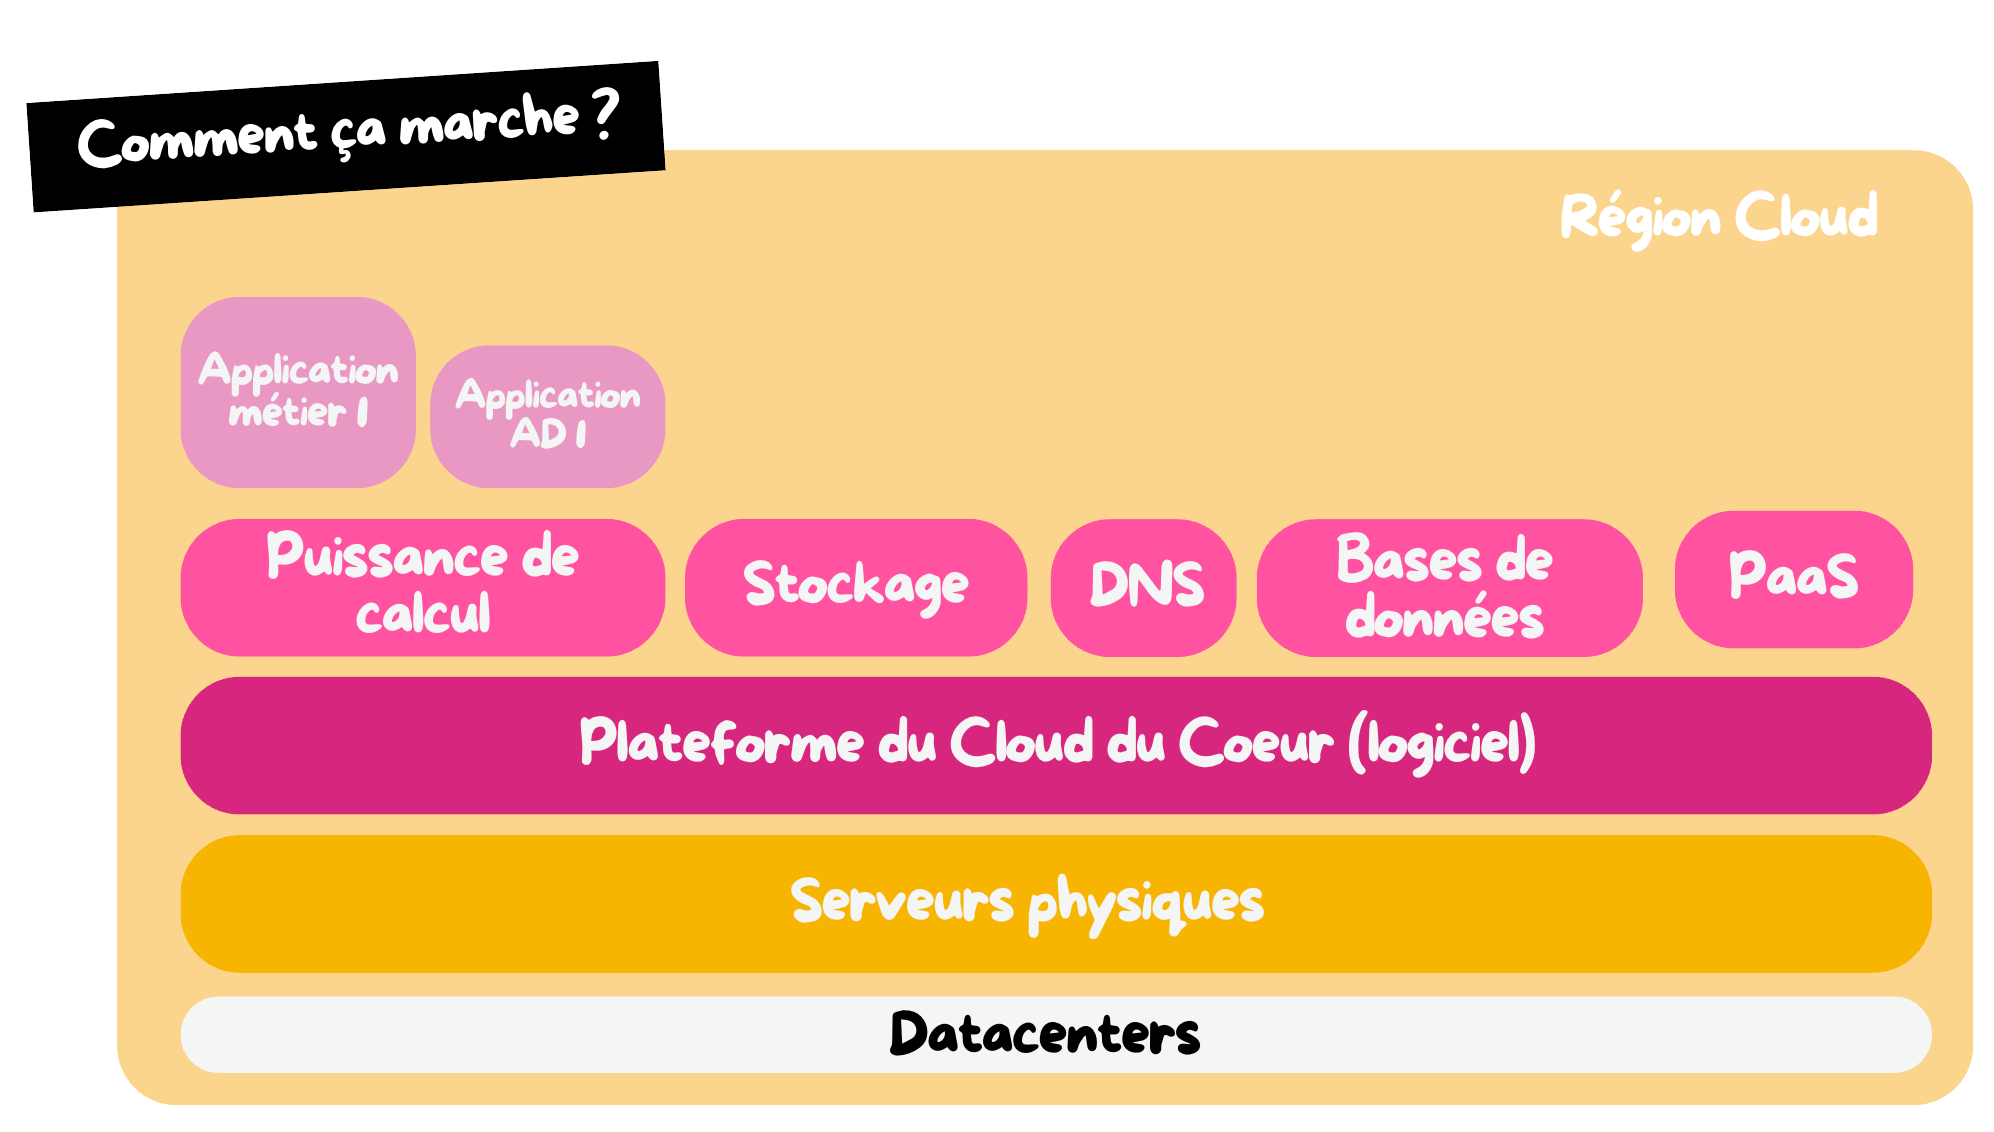 Comment ça marche ?
Région Cloud
Application
métier 1
Application
AD 1
Puissance de
calcul
Stockage
DNS
Bases de
données
PaaS
Plateforme du Cloud du Coeur (logiciel)
Serveurs physiques
Datacenters